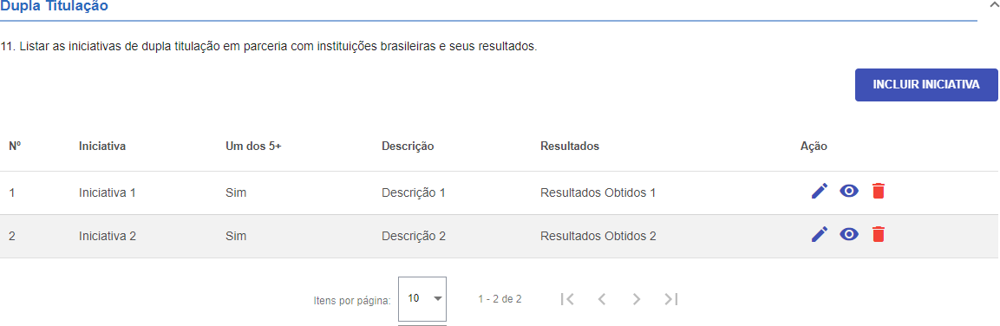 Dupla Titulação
11. Listar as iniciativas de dupla titulação em parceria com instituições brasileiras e seus resultados.
INCLUIR INICIATIVA
Nº Iniciativa Um dos 5+ Descrição Resultados Ação
1 Iniciativa 1 Sim Descrição 1 Resultados Obtidos 1
2 Iniciativa 2 Sim Descrição 2 Resultados Obtidos 2
Itens por página: 10 1 - 2 de 2